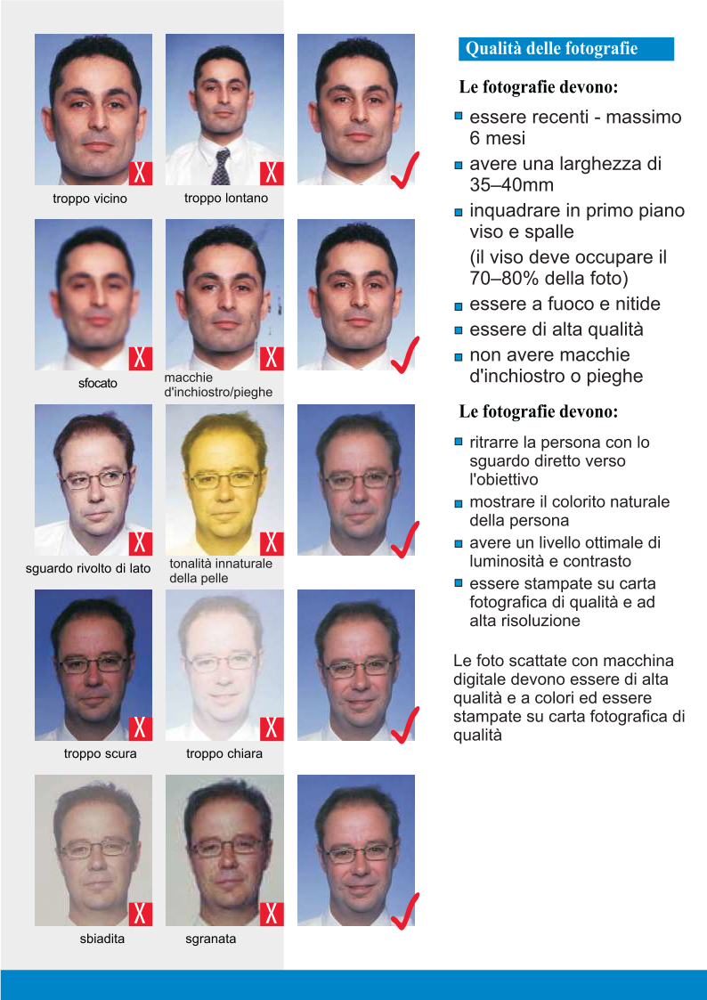 Qualità delle fotografie
Le fotografie devono:
essere recenti - massimo
6 mesi
avere una larghezza di
35–40mm
inquadrare in primo piano
viso e spalle
(il viso deve occupare il
70–80% della foto)
essere a fuoco e nitide
essere di alta qualità
non avere macchie
d'inchiostro o pieghe
Le fotografie devono:
ritrarre la persona con lo
sguardo diretto verso
l'obiettivo
mostrare il colorito naturale
della persona
avere un livello ottimale di
luminosità e contrasto
essere stampate su carta
fotografica di qualità e ad
alta risoluzione
Le foto scattate con macchina
digitale devono essere di alta
qualità e a colori ed essere
stampate su carta fotografica di
qualità
X
X
troppo vicino
troppo lontano
X
X
sfocato
macchie
d'inchiostro/pieghe
X
X
sguardo rivolto di lato
tonalità innaturale
della pelle
X
X
troppo scura
troppo chiara
X
X
sbiadita
sgranata